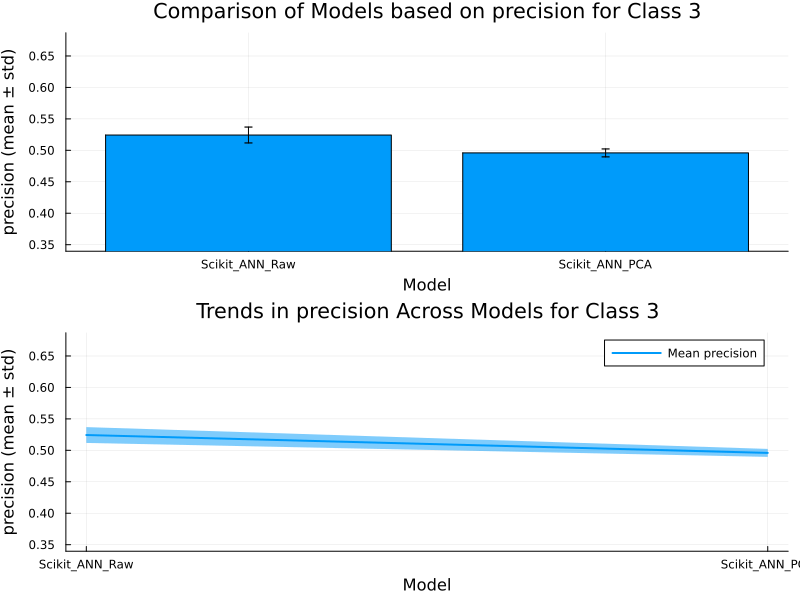 Comparison of Models based on precision for Class 3
precision (mean ± std)
0.65
0.60
0.55
0.50
0.45
0.40
0.35
Scikit_ANN_Raw Scikit_ANN_PCA
Model
Trends in precision Across Models for Class 3
precision (mean ± std)
Mean precision
0.65
0.60
0.55
0.50
0.45
0.40
0.35
Scikit_ANN_Raw Scikit_ANN_P
Model